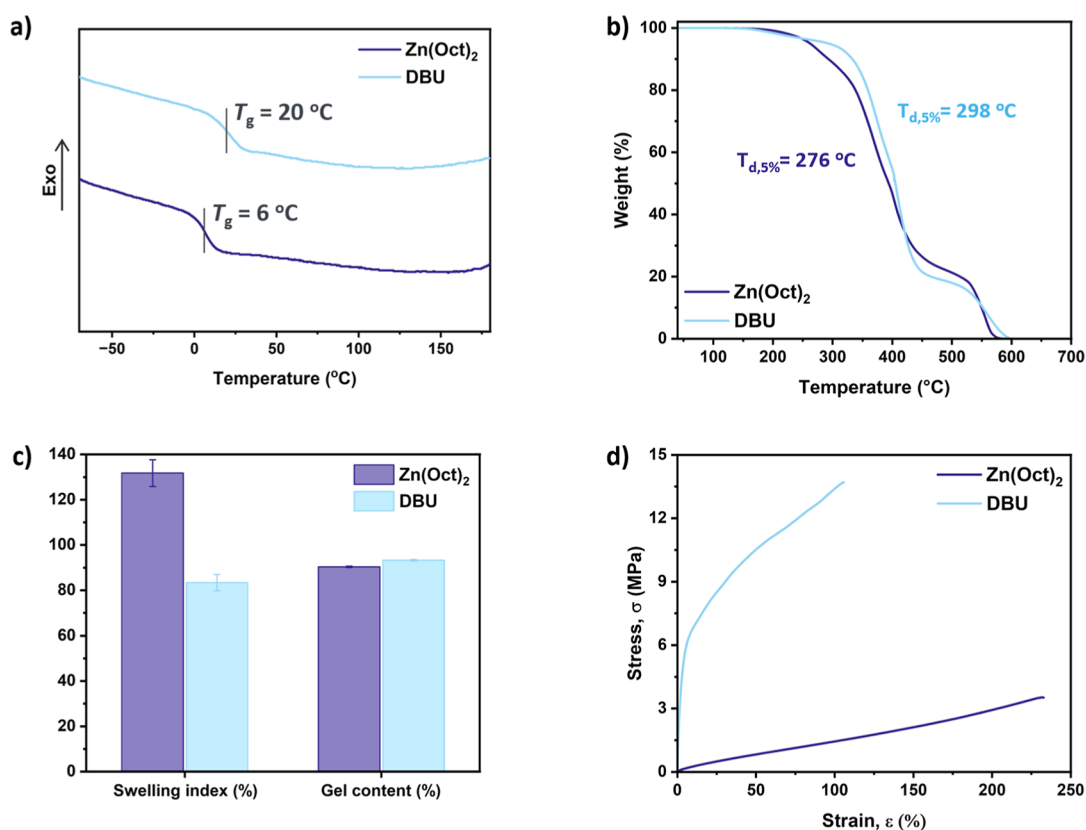 a)
Zn(Oct)₂
DBU
Tg = 20 °C
Tg = 6 °C
Exo
−50 0 50 100 150
Temperature (°C)
b)
100
80
60
40
20
0
Weight (%)
Td,5%= 298 °C
Td,5%= 276 °C
Zn(Oct)₂
DBU
100 200 300 400 500 600 700
Temperature (°C)
c)
140
120
100
80
60
40
20
0
Zn(Oct)₂
DBU
Swelling index (%) Gel content (%)
d)
15
12
9
6
3
0
Stress, σ (MPa)
Zn(Oct)₂
DBU
0 50 100 150 200 250
Strain, ε (%)